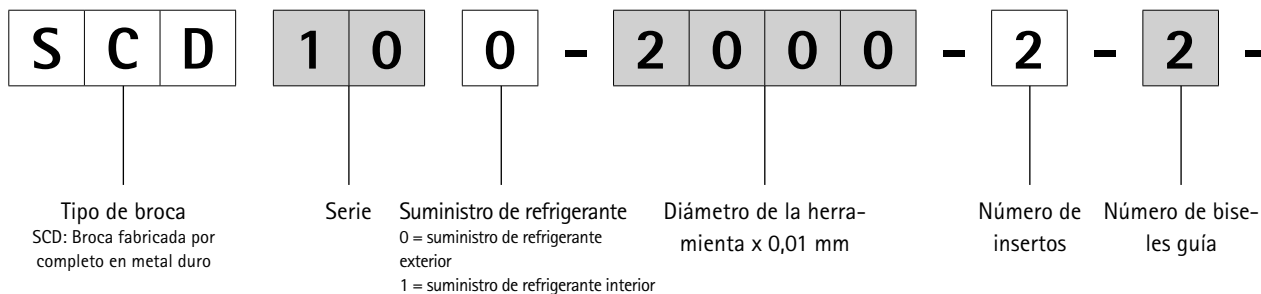 S C D 1 0 0 - 2 0 0 0 - 2 - 2 -
Tipo de broca
SCD: Broca fabricada por
completo en metal duro
Serie
Suministro de refrigerante
0 = suministro de refrigerante
exterior
1 = suministro de refrigerante interior
Diámetro de la herra-
mienta x 0,01 mm
Número de
insertos
Número de bise-
les guía